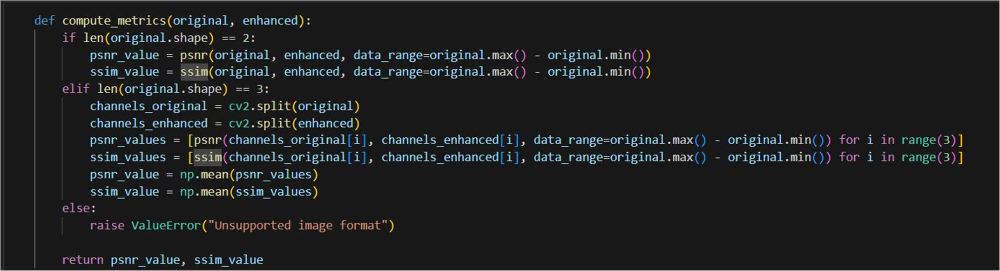 def compute_metrics(original, enhanced):
    if len(original.shape) == 2:
        psnr_value = psnr(original, enhanced, data_range=original.max() - original.min())
        ssim_value = ssim(original, enhanced, data_range=original.max() - original.min())
    elif len(original.shape) == 3:
        channels_original = cv2.split(original)
        channels_enhanced = cv2.split(enhanced)
        psnr_values = [psnr(channels_original[i], channels_enhanced[i], data_range=original.max() - original.min()) for i in range(3)]
        ssim_values = [ssim(channels_original[i], channels_enhanced[i], data_range=original.max() - original.min()) for i in range(3)]
        psnr_value = np.mean(psnr_values)
        ssim_value = np.mean(ssim_values)
    else:
        raise ValueError("Unsupported image format")
    return psnr_value, ssim_value